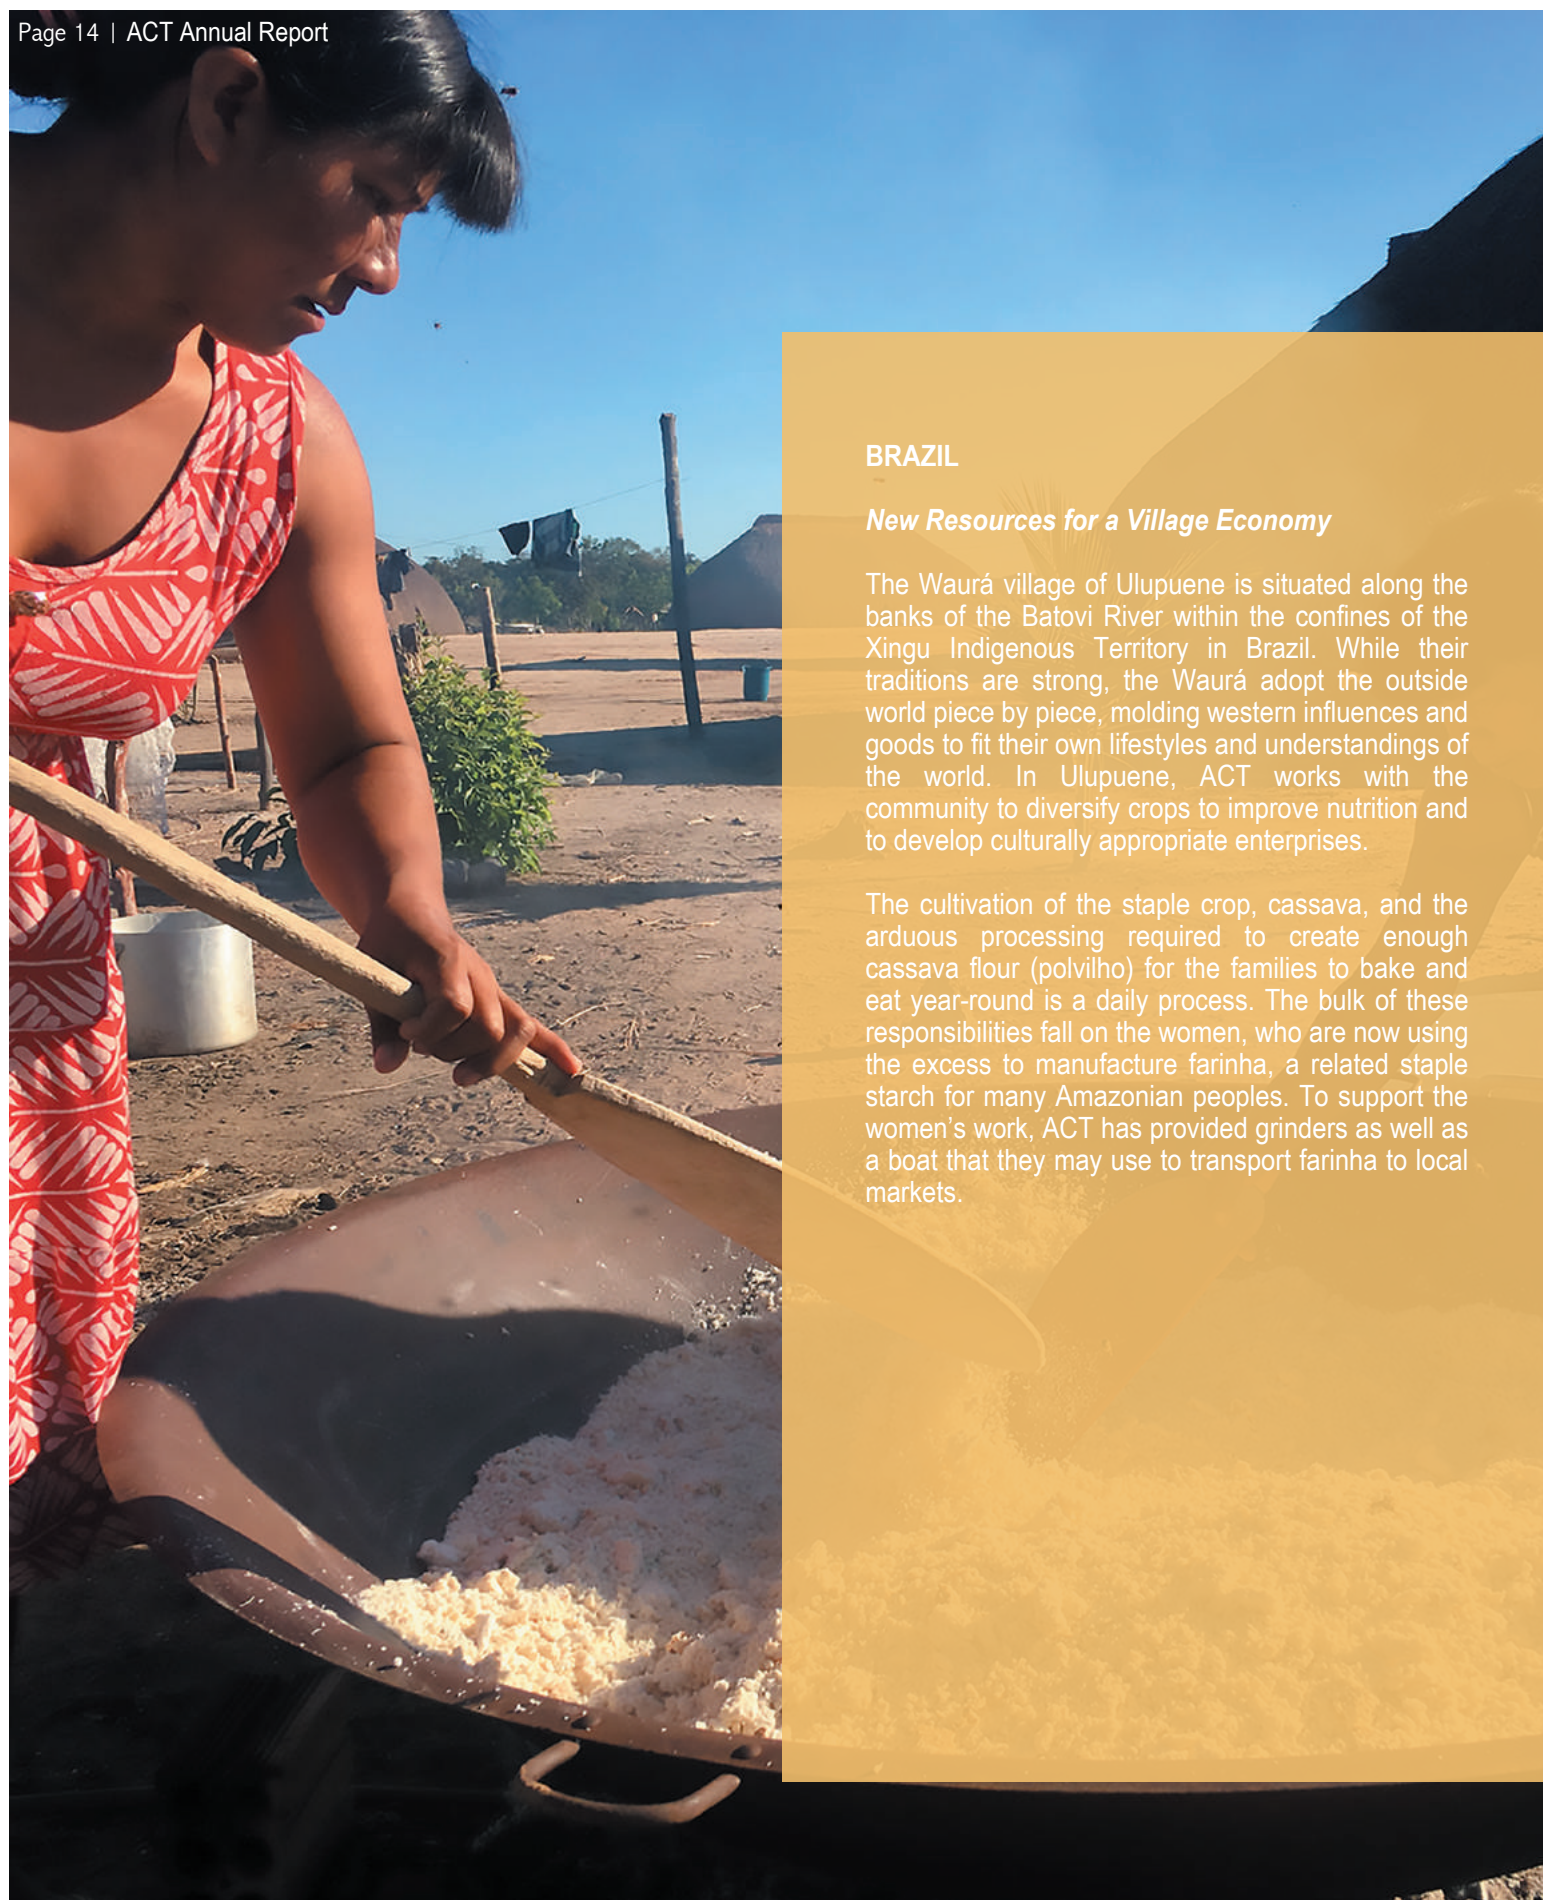 Page 14 | ACT Annual Report
BRAZIL
New Resources for a Village Economy
The Waurá village of Ulupuene is situated along the
banks of the Batovi River within the confines of the
Xingu Indigenous Territory in Brazil. While their
traditions are strong, the Waurá adopt the outside
world piece by piece, molding western influences and
goods to fit their own lifestyles and understandings of
the world. In Ulupuene, ACT works with the
community to diversify crops to improve nutrition and
to develop culturally appropriate enterprises.
The cultivation of the staple crop, cassava, and the
arduous processing required to create enough
cassava flour (polvilho) for the families to bake and
eat year-round is a daily process. The bulk of these
responsibilities fall on the women, who are now using
the excess to manufacture farinha, a related staple
starch for many Amazonian peoples. To support the
women’s work, ACT has provided grinders as well as
a boat that they may use to transport farinha to local
markets.